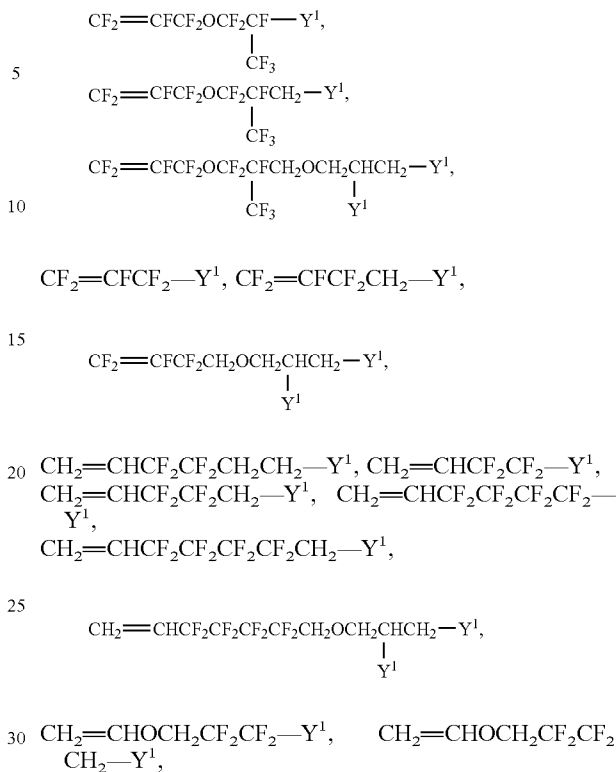 CF₂=CFCF₂OCF₂CF—Y¹,
CF₃
5
CF₂=CFCF₂OCF₂CFCH₂—Y¹,
CF₃
CF₂=CFCF₂OCF₂CFCH₂OCH₂CHCH₂—Y¹,
10 CF₃ Y¹
CF₂=CFCF₂—Y¹, CF₂=CFCF₂CH₂—Y¹,
15
CF₂=CFCF₂CH₂OCH₂CHCH₂—Y¹,
Y¹
20 CH₂=CHCF₂CF₂CH₂CH₂—Y¹, CH₂=CHCF₂CF₂—Y¹,
CH₂=CHCF₂CF₂CH₂—Y¹, CH₂=CHCF₂CF₂CF₂CF₂—
Y¹,
CH₂=CHCF₂CF₂CF₂CF₂CH₂—Y¹,
25
CH₂=CHCF₂CF₂CF₂CF₂CH₂OCH₂CHCH₂—Y¹,
Y¹
30 CH₂=CHOCH₂CF₂CF₂—Y¹, CH₂=CHOCH₂CF₂CF₂
CH₂—Y¹,